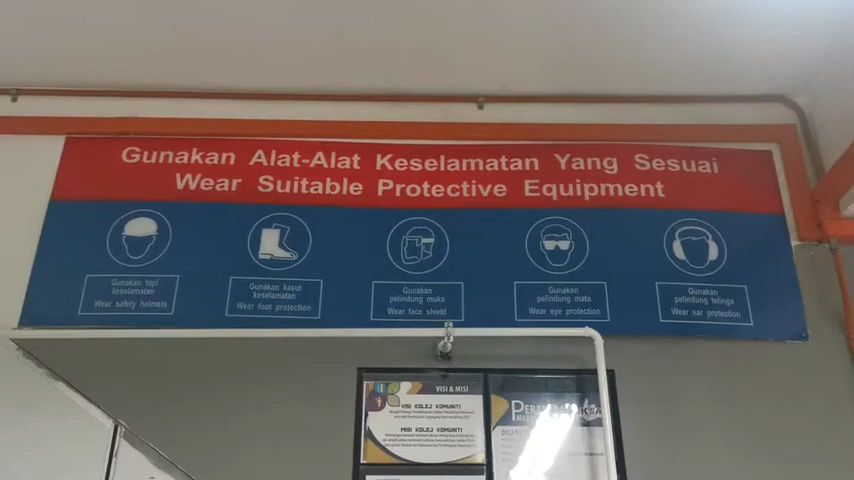 Gunakan Alat-Alat Keselamatan Yang Sesuai
Wear Suitable Protective Equipment
Gunakan topi
keselamatan
Wear safety helmets
Gunakan kasut
keselamatan
Wear foot protection
Gunakan
pelindung muka
Wear face shield
Gunakan
pelindung mata
Wear eye protection
Gunakan
pelindung telinga
Wear ear protection
VISI & MISI
VISI KOLEJ KOMUNITI
MISI KOLEJ KOMUNITI